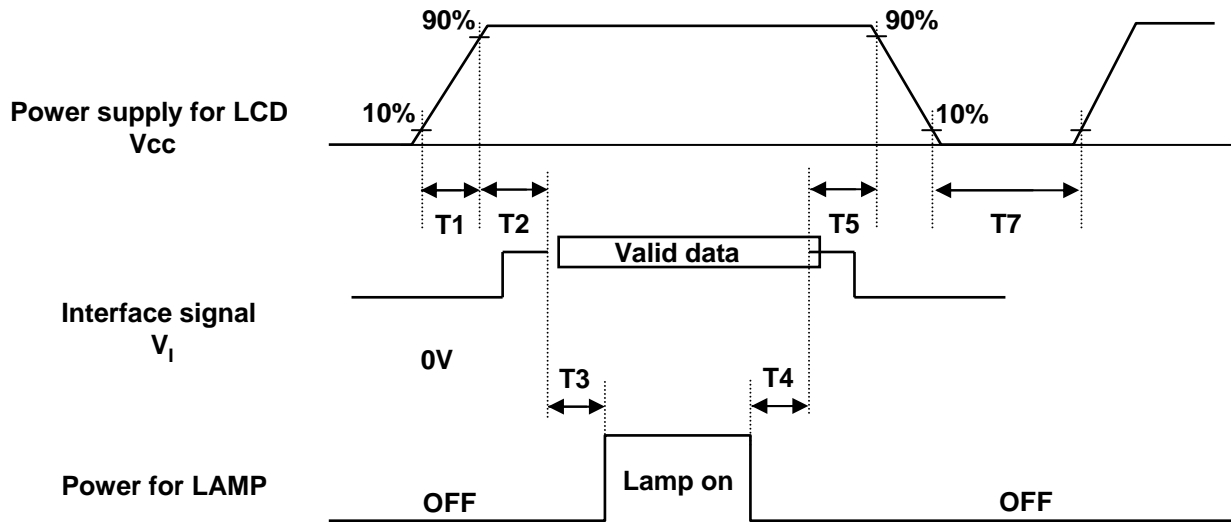 90%
90%
Power supply for LCD
Vcc
10%
10%
T1
T2
T5
T7
Valid data
Interface signal
V_I
0V
T3
T4
Power for LAMP
OFF
Lamp on
OFF